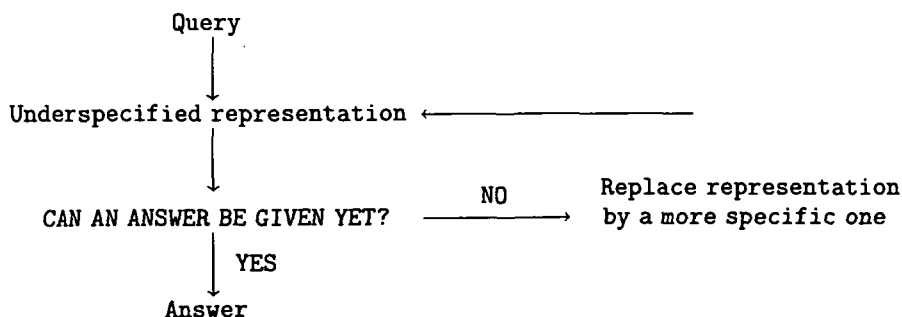 Query
Underspecified representation
CAN AN ANSWER BE GIVEN YET?
NO
Replace representation
by a more specific one
YES
Answer